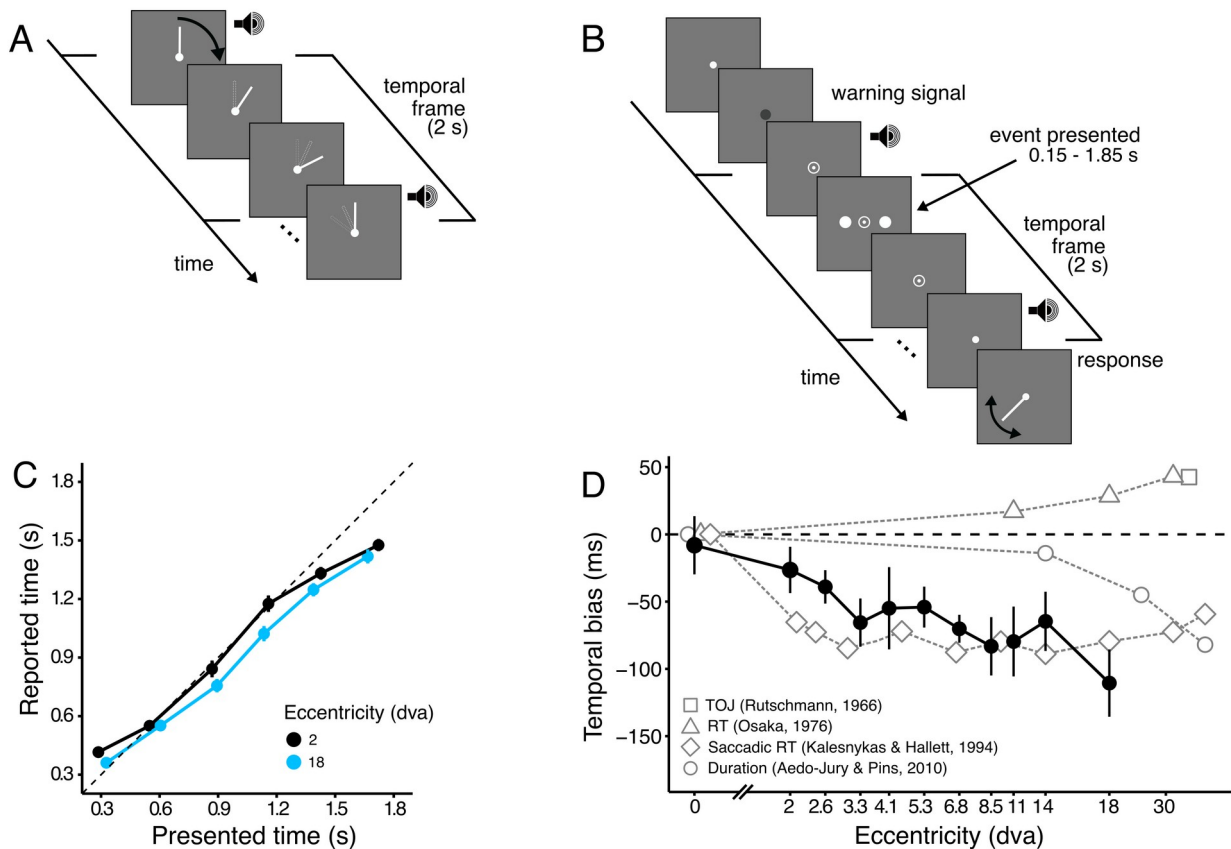 A
temporal
frame
(2 s)
time
B
warning signal
event presented
0.15 - 1.85 s
temporal
frame
(2 s)
response
time
C
Reported time (s)
1.8
1.5
1.2
0.9
0.6
0.3
Eccentricity (dva)
2
18
0.3 0.6 0.9 1.2 1.5 1.8
Presented time (s)
D
Temporal bias (ms)
50
0
−50
−100
−150
TOJ (Rutschmann, 1966)
RT (Osaka, 1976)
Saccadic RT (Kalesnykas & Hallett, 1994)
Duration (Aedo-Jury & Pins, 2010)
0 2 2.6 3.3 4.1 5.3 6.8 8.5 11 14 18 30
Eccentricity (dva)